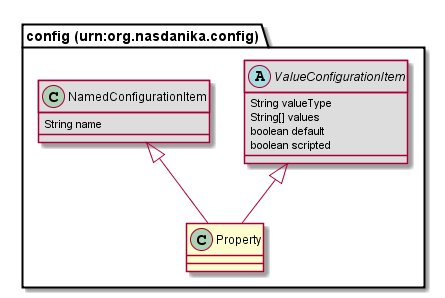 config (urn:org.nasdanika.config)
C NamedConfigurationItem
String name
A ValueConfigurationItem
String valueType
String[] values
boolean default
boolean scripted
C Property